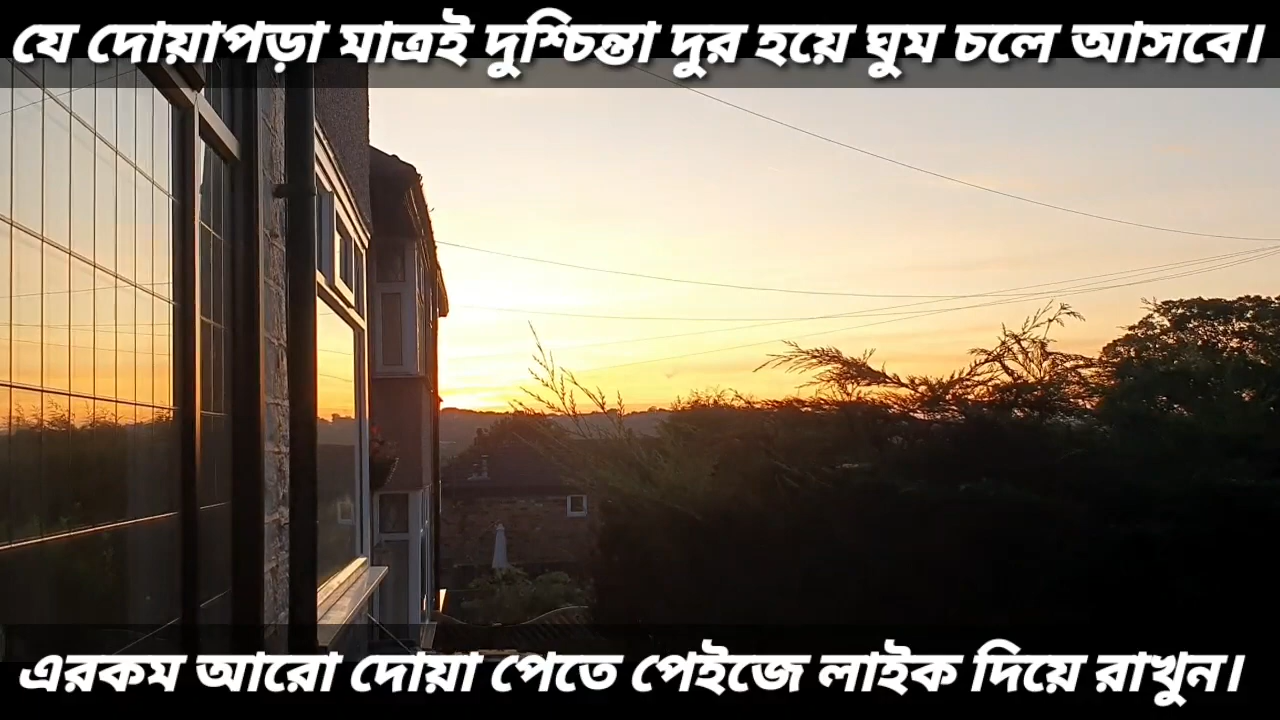 যে দোয়াপড়া মাত্রই দুশ্চিন্তা দুর হয়ে ঘুম চলে আসবে।
এরকম আরো দোয়া পেতে পেইজে লাইক দিয়ে রাখুন।